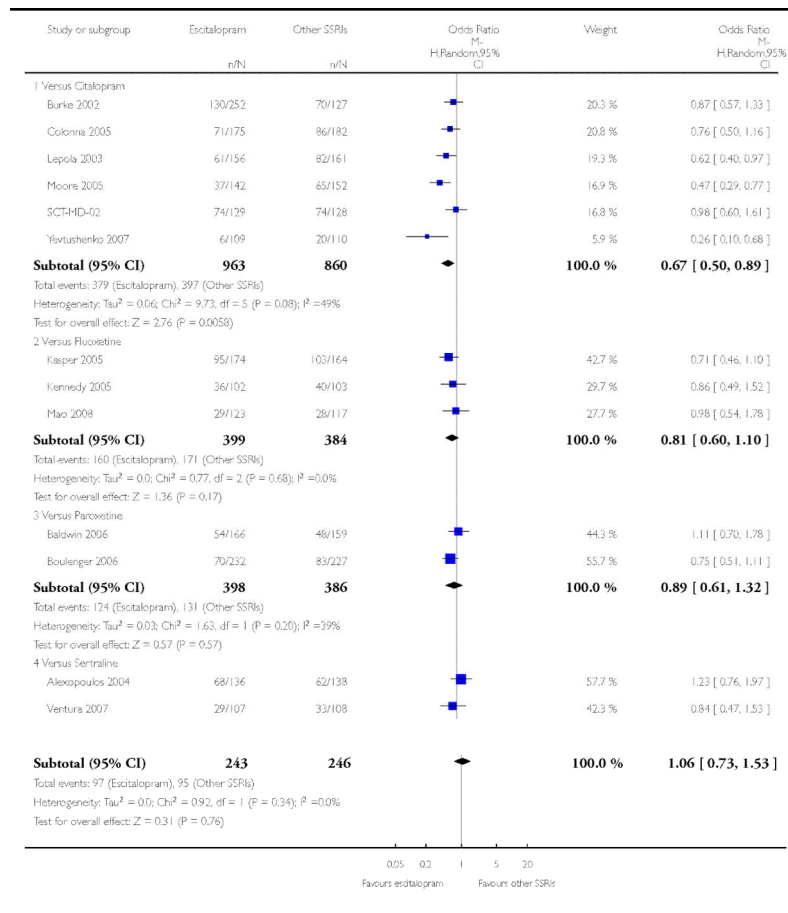 Study or subgroup Escitalopram Other SSRIs Odds Ratio Weight Odds Ratio
M- M-
H,Random,95% H,Random,95%
n/N n/N CI CI
1 Versus Citalopram
Burke 2002 130/252 70/127 20.3 % 0.87 [ 0.57, 1.33 ]
Colonna 2005 71/175 86/182 20.8 % 0.76 [ 0.50, 1.16 ]
Lepola 2003 61/156 82/161 19.3 % 0.62 [ 0.40, 0.97 ]
Moore 2005 37/142 65/152 16.9 % 0.47 [ 0.29, 0.77 ]
SCT-MD-02 74/129 74/128 16.8 % 0.98 [ 0.60, 1.61 ]
Yevtushenko 2007 6/109 20/110 5.9 % 0.26 [ 0.10, 0.68 ]
Subtotal (95% CI) 963 860 100.0 % 0.67 [ 0.50, 0.89 ]
Total events: 379 (Escitalopram), 397 (Other SSRIs)
Heterogeneity: Tau² = 0.06; Chi² = 9.73, df = 5 (P = 0.08); I² =49%
Test for overall effect: Z = 2.76 (P = 0.0058)
2 Versus Fluoxetine
Kasper 2005 95/174 103/164 42.7 % 0.71 [ 0.46, 1.10 ]
Kennedy 2005 36/102 40/103 29.7 % 0.86 [ 0.49, 1.52 ]
Mao 2008 29/123 28/117 27.7 % 0.98 [ 0.54, 1.78 ]
Subtotal (95% CI) 399 384 100.0 % 0.81 [ 0.60, 1.10 ]
Total events: 160 (Escitalopram), 171 (Other SSRIs)
Heterogeneity: Tau² = 0.0; Chi² = 0.77, df = 2 (P = 0.68); I² =0.0%
Test for overall effect: Z = 1.36 (P = 0.17)
3 Versus Paroxetine
Baldwin 2006 54/166 48/159 44.3 % 1.11 [ 0.70, 1.78 ]
Boulenger 2006 70/232 83/227 55.7 % 0.75 [ 0.51, 1.11 ]
Subtotal (95% CI) 398 386 100.0 % 0.89 [ 0.61, 1.32 ]
Total events: 124 (Escitalopram), 131 (Other SSRIs)
Heterogeneity: Tau² = 0.03; Chi² = 1.63, df = 1 (P = 0.20); I² =39%
Test for overall effect: Z = 0.57 (P = 0.57)
4 Versus Sertraline
Alexopoulos 2004 68/136 62/138 57.7 % 1.23 [ 0.76, 1.97 ]
Ventura 2007 29/107 33/108 42.3 % 0.84 [ 0.47, 1.53 ]
Subtotal (95% CI) 243 246 100.0 % 1.06 [ 0.73, 1.53 ]
Total events: 97 (Escitalopram), 95 (Other SSRIs)
Heterogeneity: Tau² = 0.0; Chi² = 0.92, df = 1 (P = 0.34); I² =0.0%
Test for overall effect: Z = 0.31 (P = 0.76)
0.05 0.2 1 5 20
Favours escitalopram Favours other SSRIs